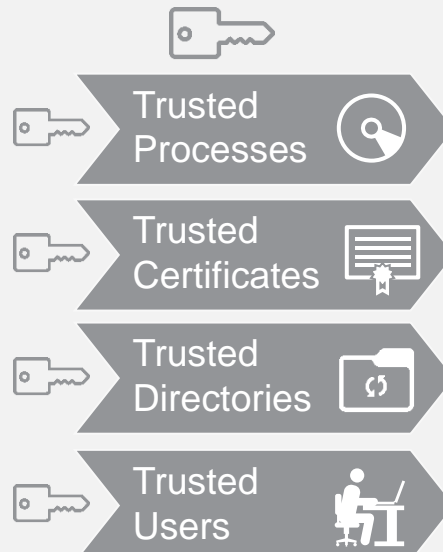 Trusted
Processes
Trusted
Certificates
Trusted
Directories
Trusted
Users